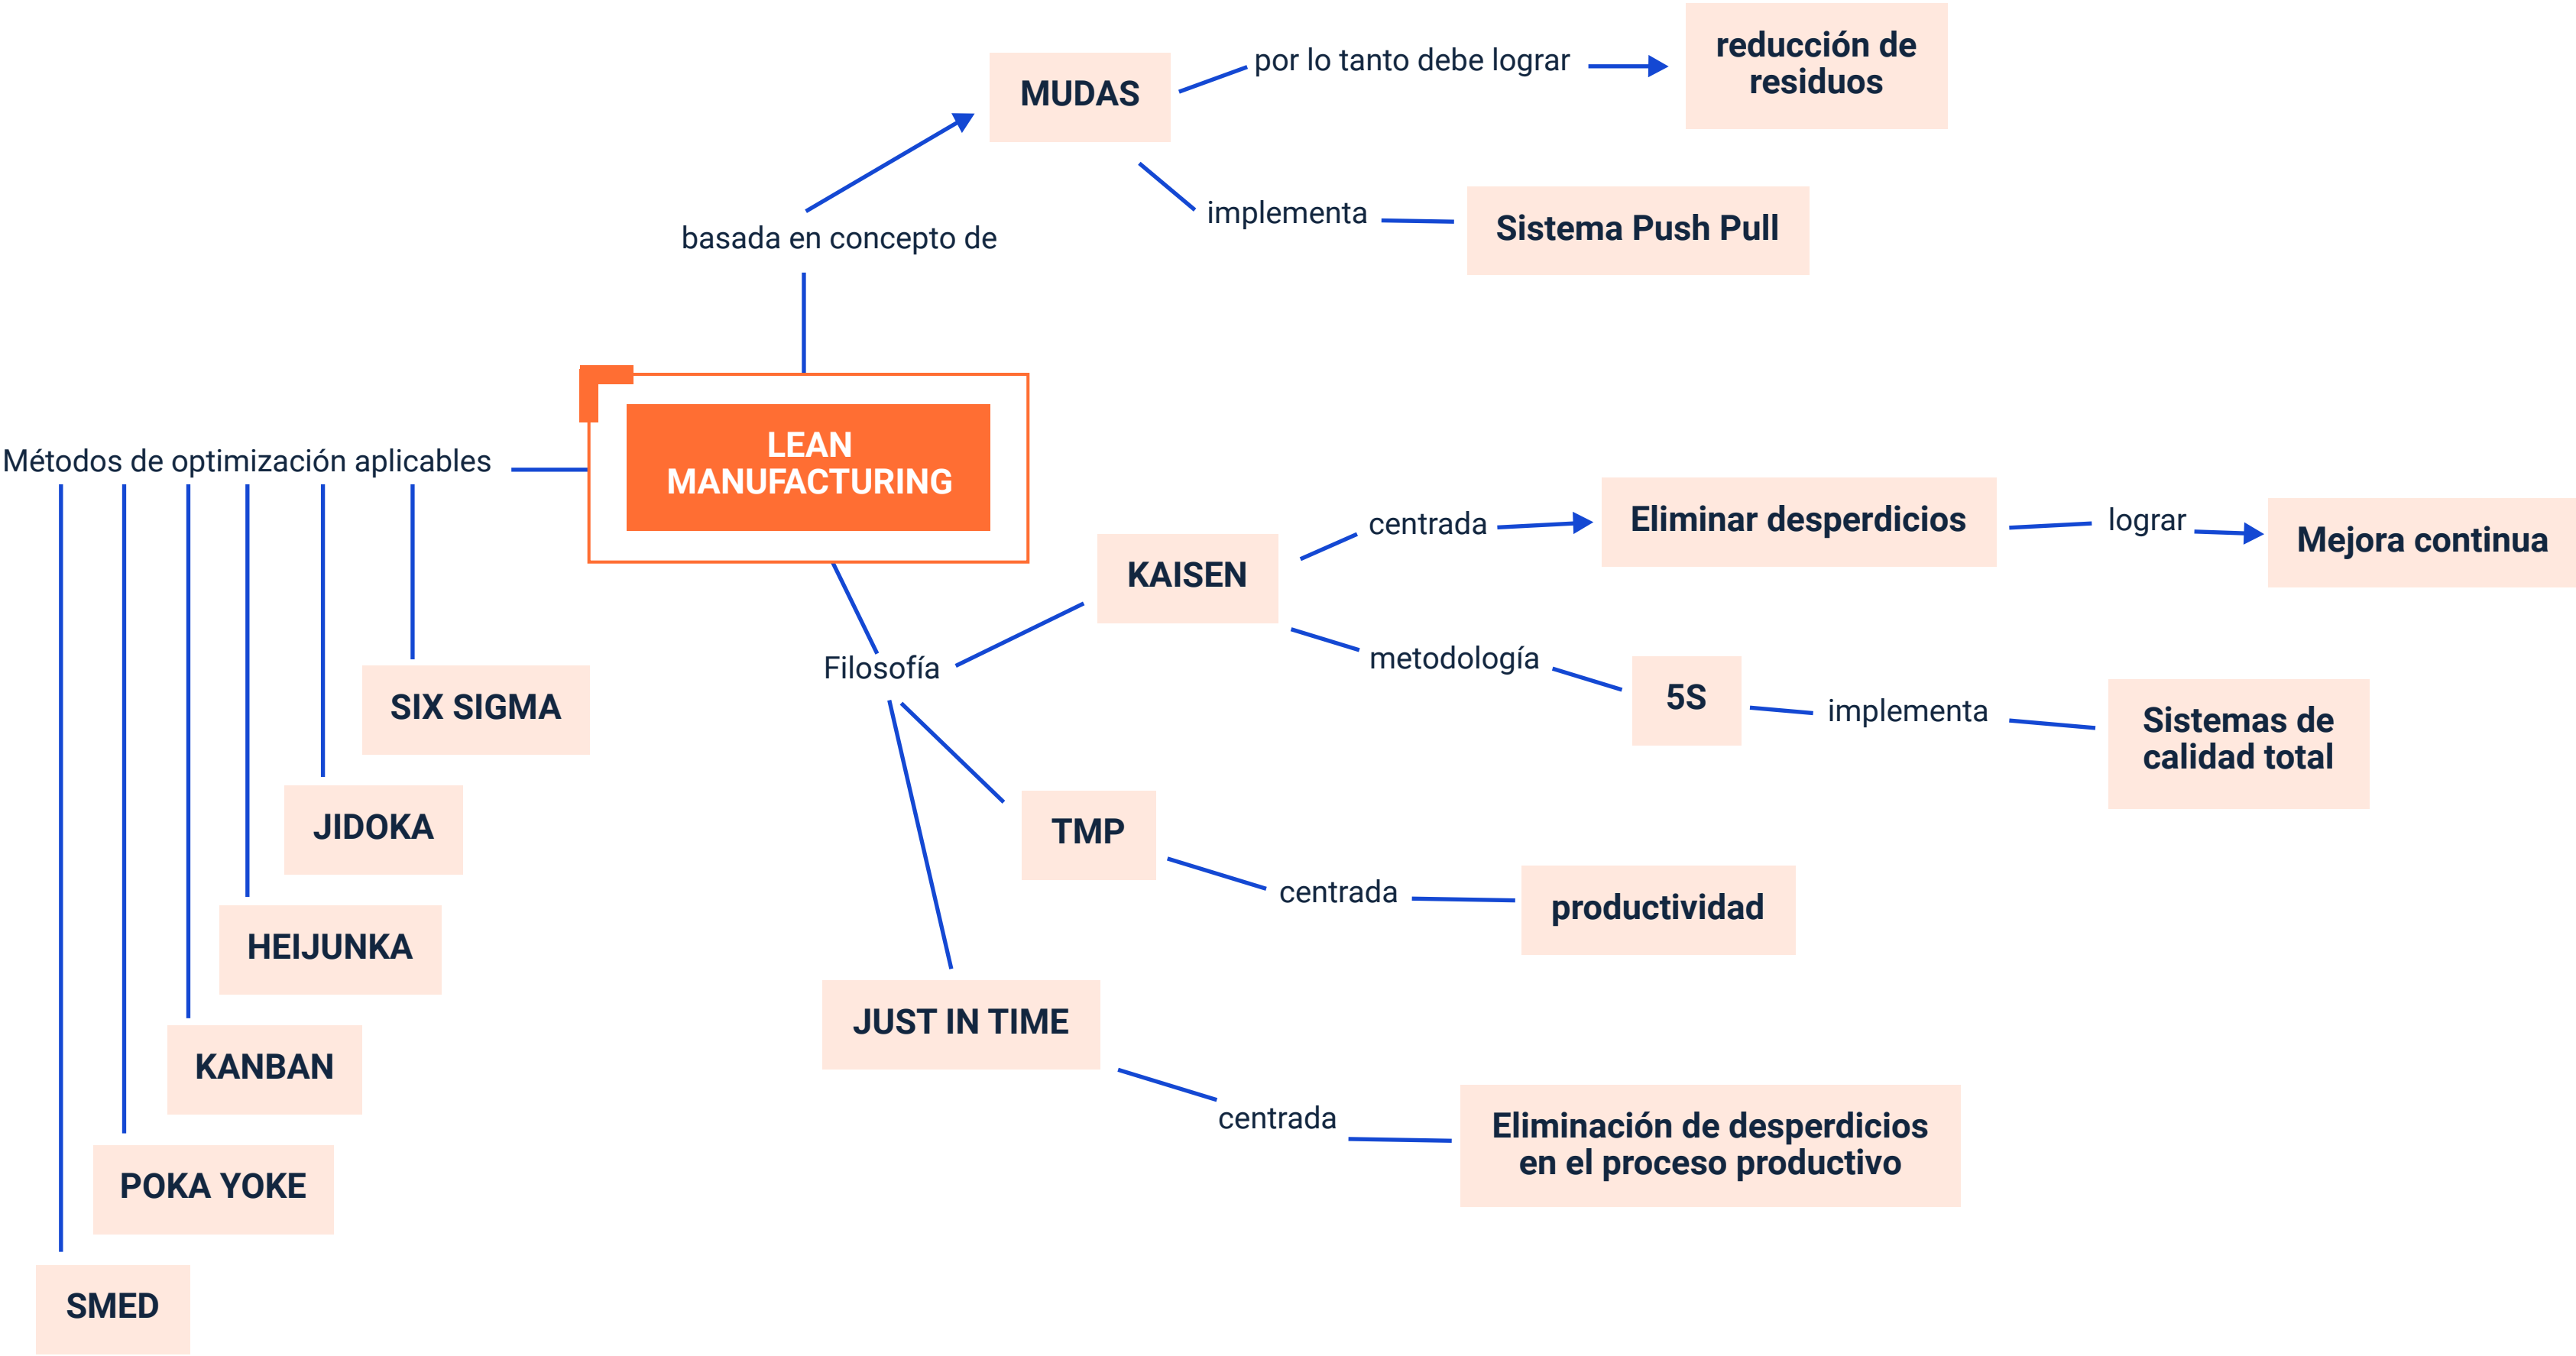 reducción de
residuos
por lo tanto debe lograr
MUDAS
implementa
Sistema Push Pull
basada en concepto de
LEAN
MANUFACTURING
Métodos de optimización aplicables
SIX SIGMA
JIDOKA
HEIJUNKA
KANBAN
POKA YOKE
SMED
Filosofía
KAISEN
centrada
Eliminar desperdicios
lograr
Mejora continua
metodología
5S
implementa
Sistemas de
calidad total
TMP
centrada
productividad
JUST IN TIME
centrada
Eliminación de desperdicios
en el proceso productivo